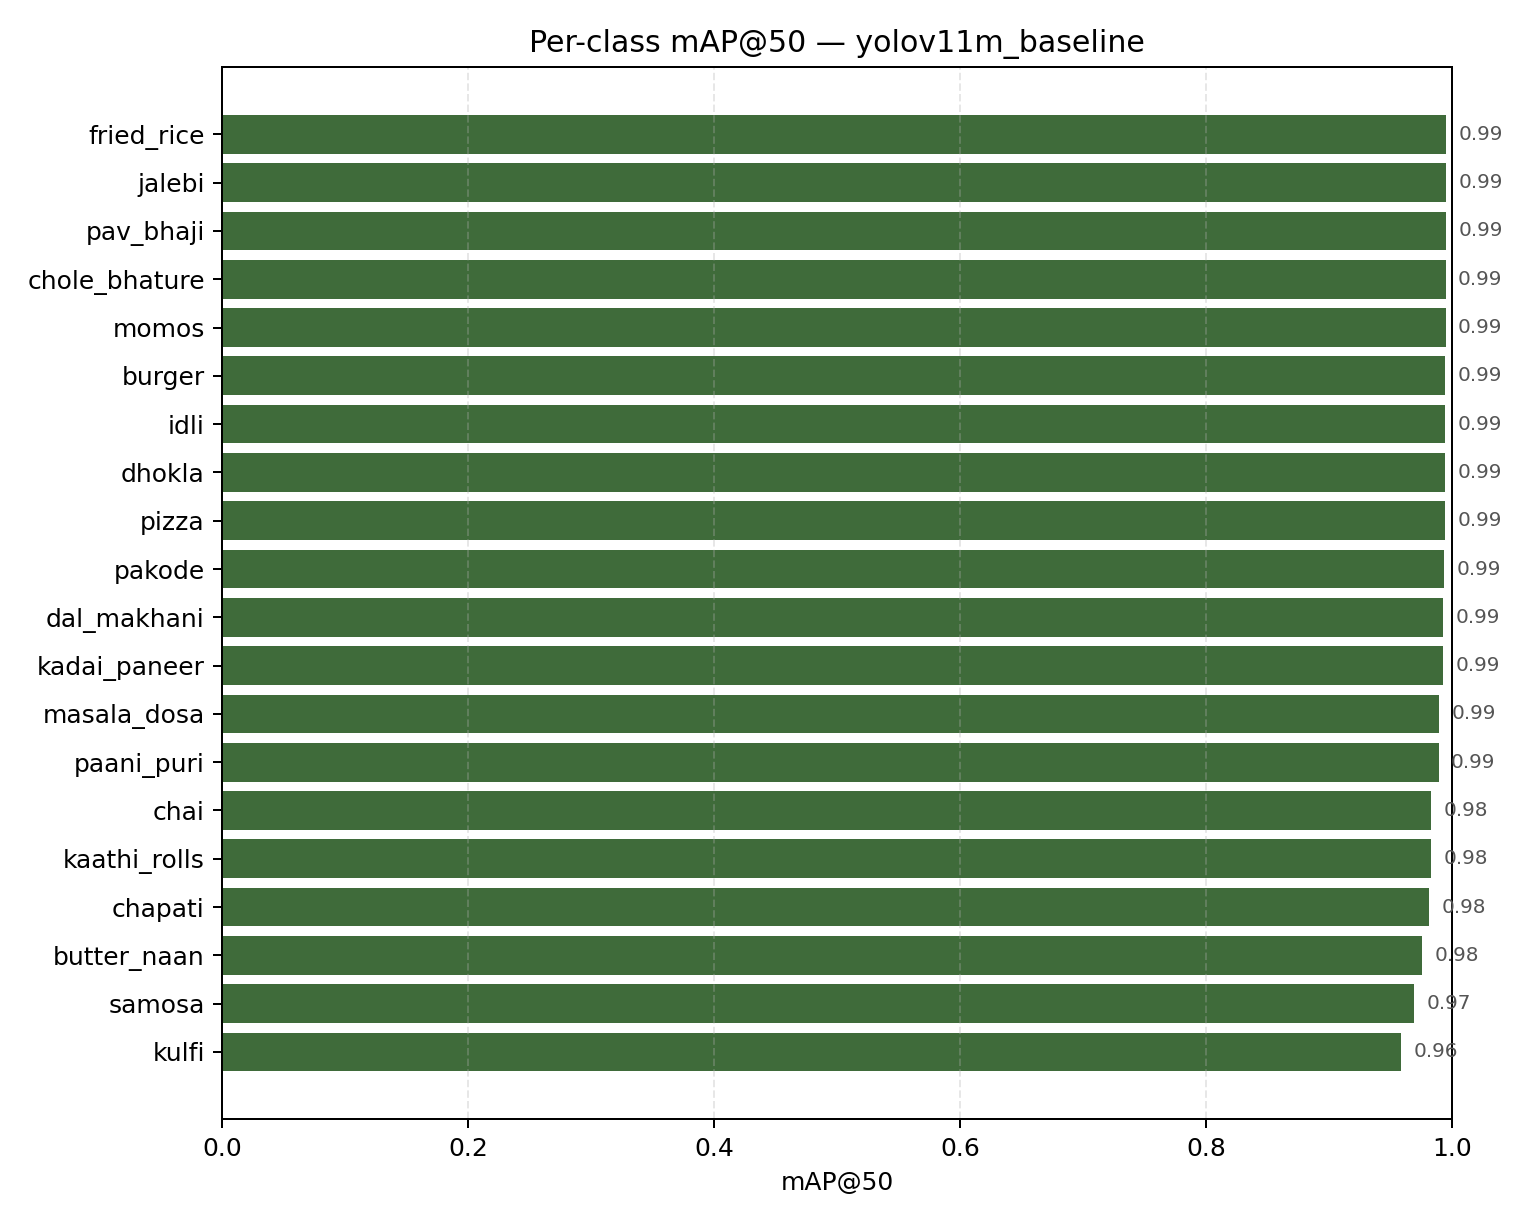 Per-class mAP@50 — yolov11m_baseline
fried_rice 0.99
jalebi 0.99
pav_bhaji 0.99
chole_bhature 0.99
momos 0.99
burger 0.99
idli 0.99
dhokla 0.99
pizza 0.99
pakode 0.99
dal_makhani 0.99
kadai_paneer 0.99
masala_dosa 0.99
paani_puri 0.99
chai 0.98
kaathi_rolls 0.98
chapati 0.98
butter_naan 0.98
samosa 0.97
kulfi 0.96
0.0 0.2 0.4 0.6 0.8 1.0
mAP@50